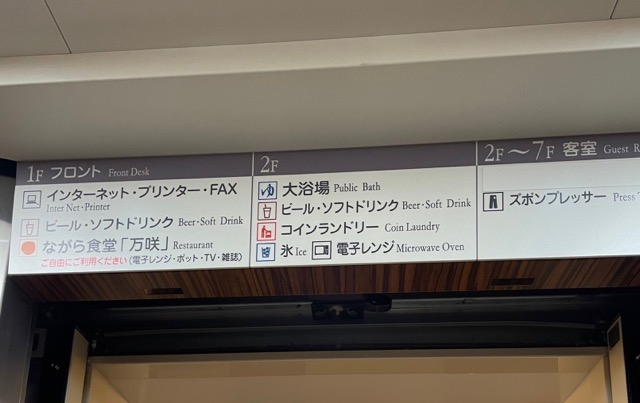 1F フロント Front Desk
インターネット・プリンター・FAX
Inter Net・Printer
ビール・ソフトドリンク Beer・Soft Drink
ながら食堂「万咲」 Restaurant
ご自由にご利用ください(電子レンジ・ポット・TV・雑誌)
2F
大浴場 Public Bath
ビール・ソフトドリンク Beer・Soft Drink
コインランドリー Coin Laundry
氷 Ice 電子レンジ Microwave Oven
2F～7F 客室 Guest R
ズボンプレッサー Press